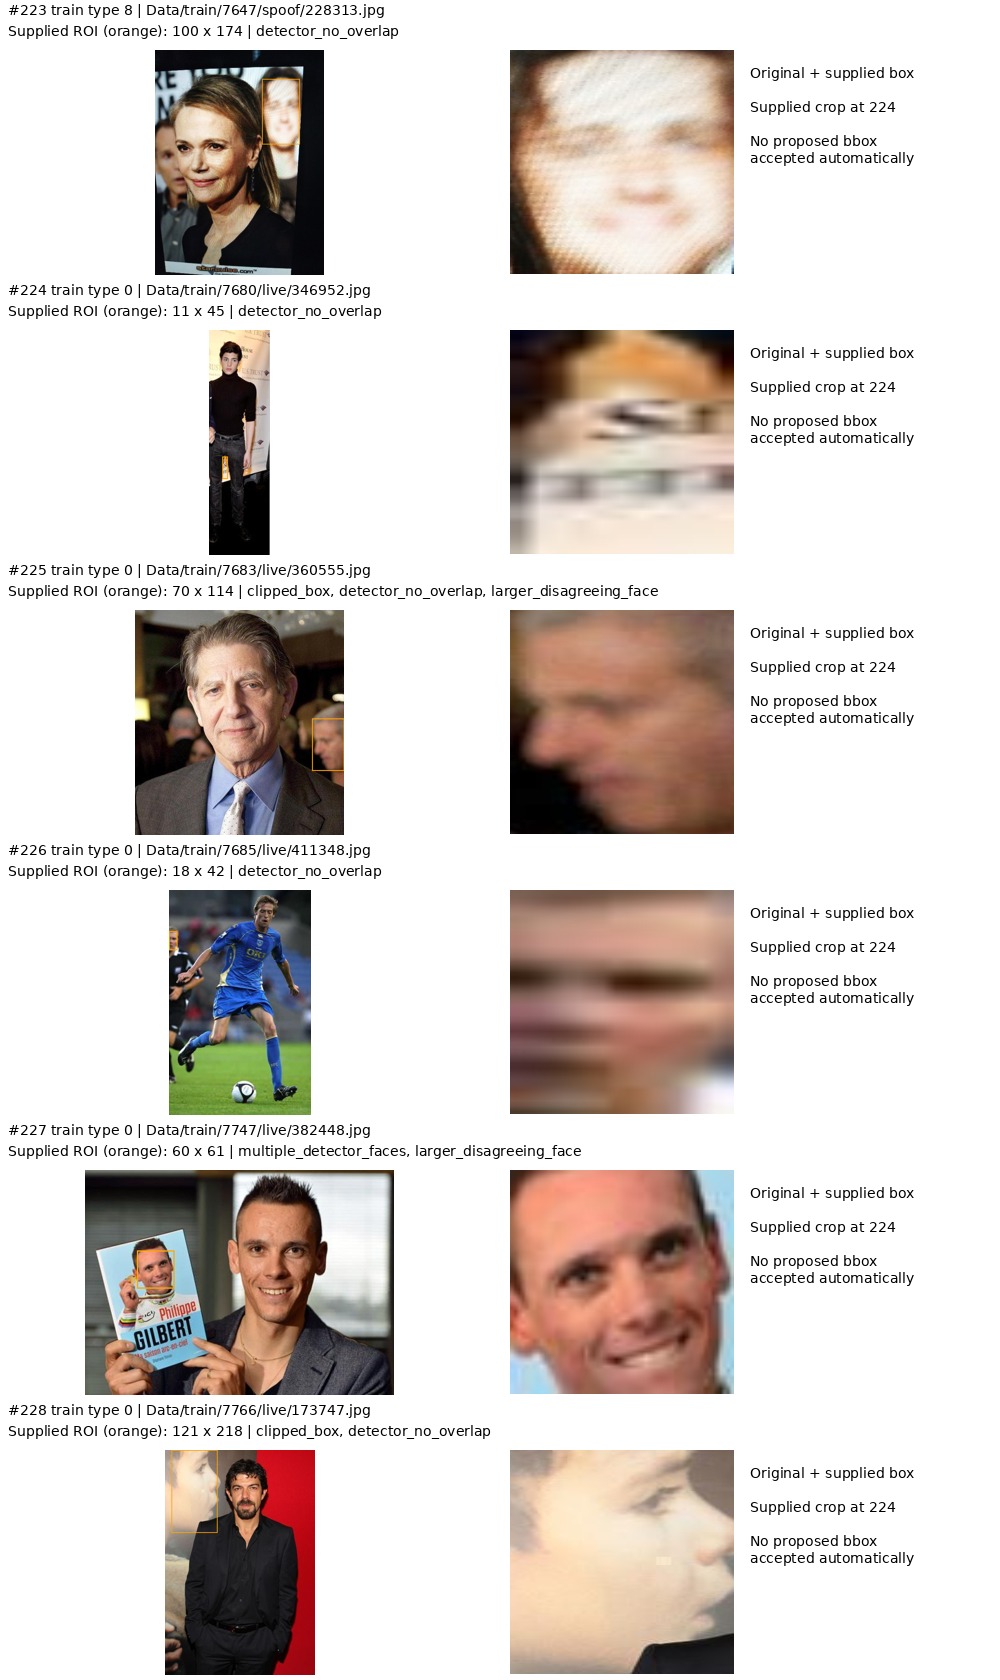 #223 train type 8 | Data/train/7647/spoof/228313.jpg
Supplied ROI (orange): 100 x 174 | detector_no_overlap
Original + supplied box
Supplied crop at 224
No proposed bbox
accepted automatically
#224 train type 0 | Data/train/7680/live/346952.jpg
Supplied ROI (orange): 11 x 45 | detector_no_overlap
Original + supplied box
Supplied crop at 224
No proposed bbox
accepted automatically
#225 train type 0 | Data/train/7683/live/360555.jpg
Supplied ROI (orange): 70 x 114 | clipped_box, detector_no_overlap, larger_disagreeing_face
Original + supplied box
Supplied crop at 224
No proposed bbox
accepted automatically
#226 train type 0 | Data/train/7685/live/411348.jpg
Supplied ROI (orange): 18 x 42 | detector_no_overlap
Original + supplied box
Supplied crop at 224
No proposed bbox
accepted automatically
#227 train type 0 | Data/train/7747/live/382448.jpg
Supplied ROI (orange): 60 x 61 | multiple_detector_faces, larger_disagreeing_face
Philippe
GILBERT
Original + supplied box
Supplied crop at 224
No proposed bbox
accepted automatically
#228 train type 0 | Data/train/7766/live/173747.jpg
Supplied ROI (orange): 121 x 218 | clipped_box, detector_no_overlap
Original + supplied box
Supplied crop at 224
No proposed bbox
accepted automatically